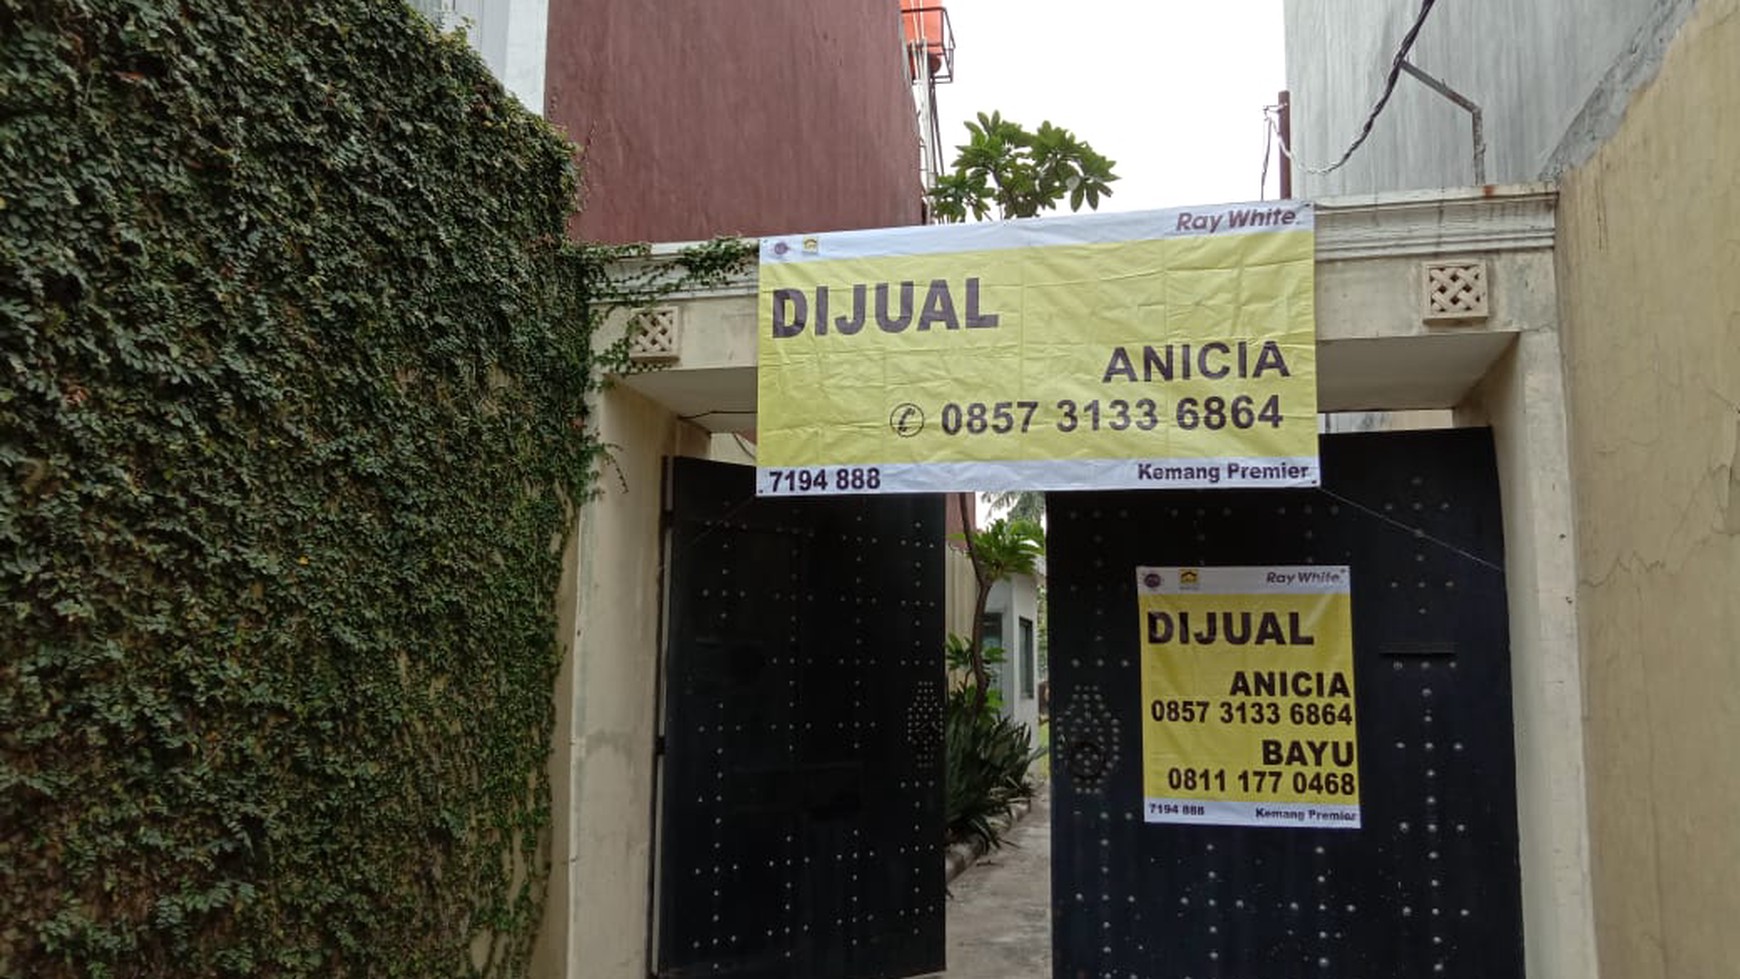 Ray White
DIJUAL
ANICIA
✆ 0857 3133 6864
7194 888
Kemang Premier
Ray White
DIJUAL
ANICIA
0857 3133 6864
BAYU
0811 177 0468
7194 888
Kemang Premier